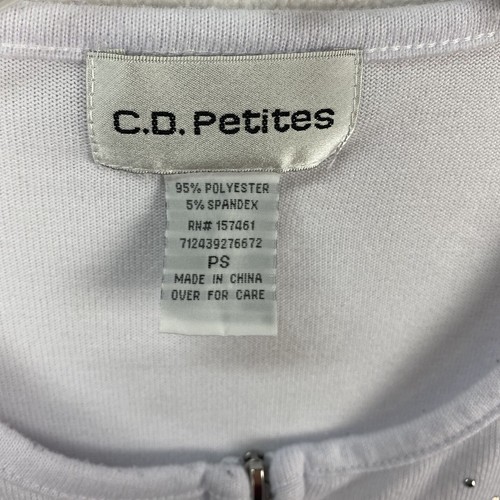 C.D. Petites
95% POLYESTER
5% SPANDEX
RN# 157461
712439276672
PS
MADE IN CHINA
OVER FOR CARE